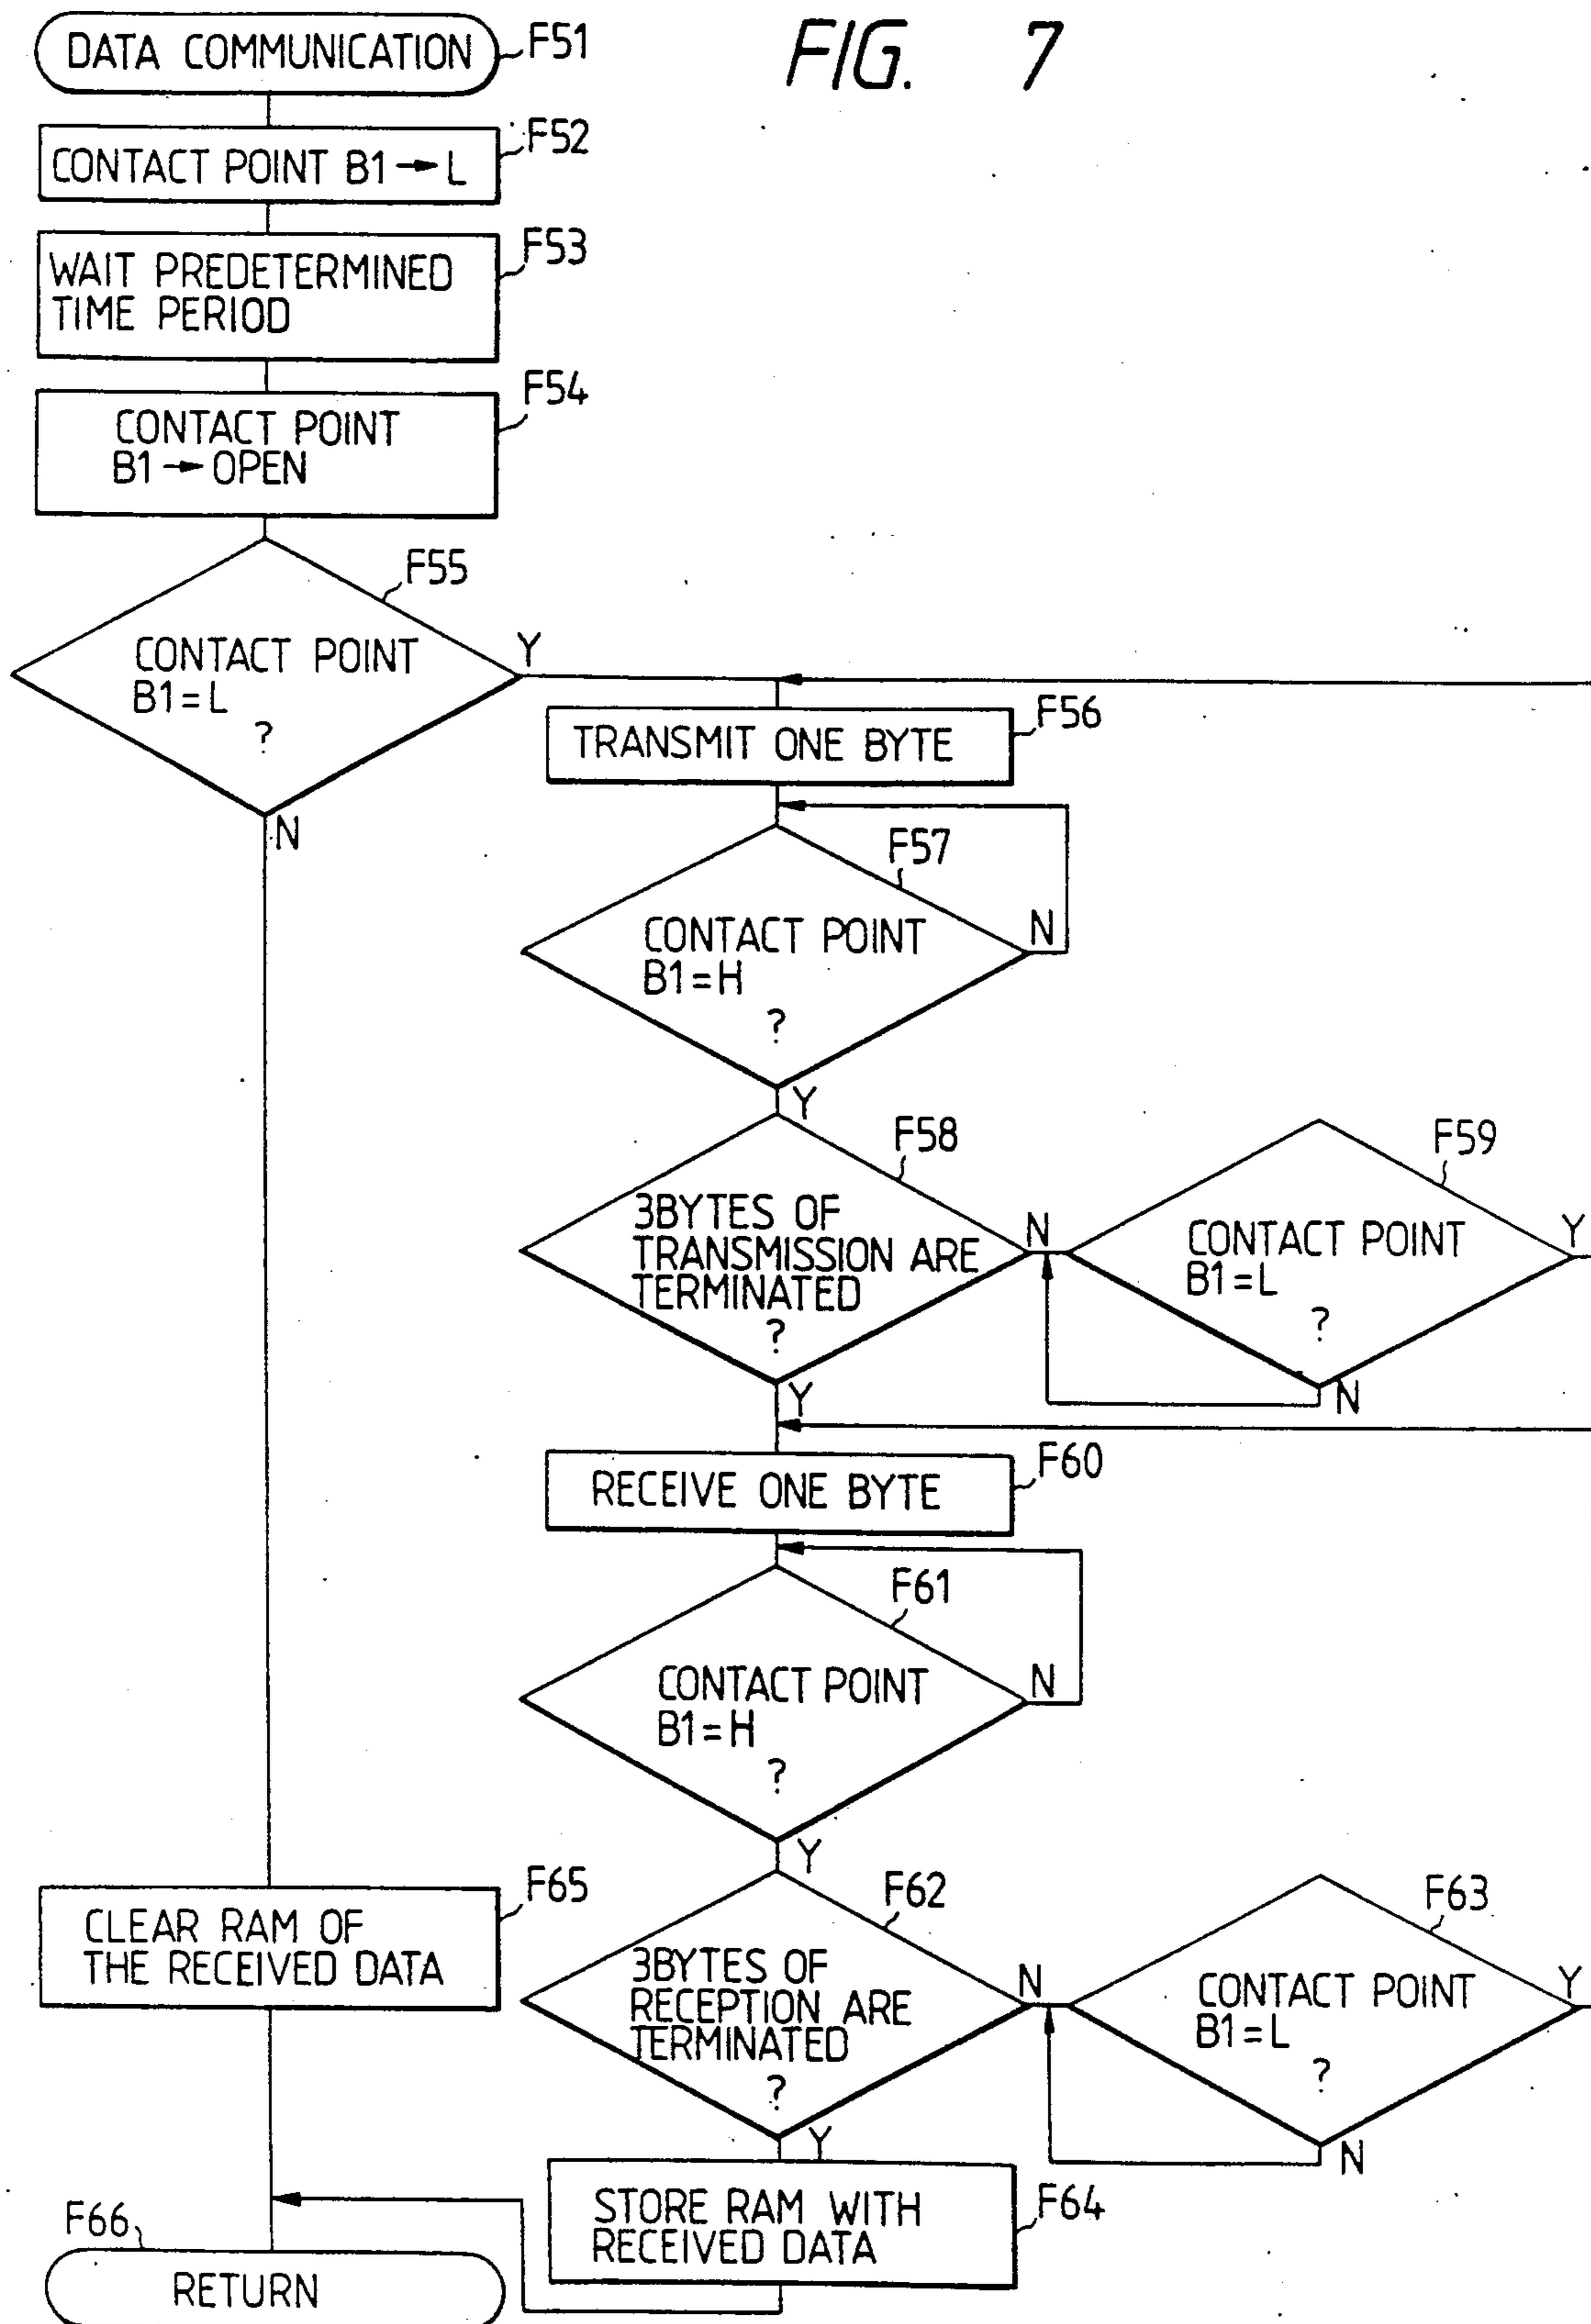 FIG. 7
DATA COMMUNICATION
F51
CONTACT POINT B1→L
F52
WAIT PREDETERMINED
TIME PERIOD
F53
CONTACT POINT
B1→OPEN
F54
F55
CONTACT POINT
B1=L
?
Y
N
TRANSMIT ONE BYTE
F56
F57
CONTACT POINT
B1=H
?
N
Y
F58
3BYTES OF
TRANSMISSION ARE
TERMINATED
?
N
Y
F59
CONTACT POINT
B1=L
?
Y
N
RECEIVE ONE BYTE
F60
F61
CONTACT POINT
B1=H
?
N
Y
F62
3BYTES OF
RECEPTION ARE
TERMINATED
?
N
Y
F63
CONTACT POINT
B1=L
?
Y
N
STORE RAM WITH
RECEIVED DATA
F64
CLEAR RAM OF
THE RECEIVED DATA
F65
F66
RETURN